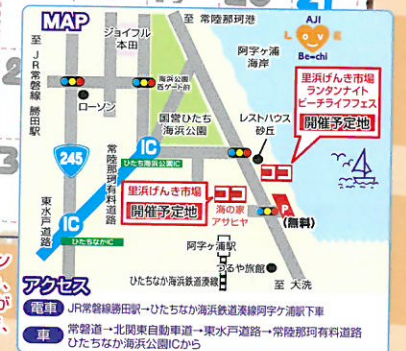 MAP
至 常陸那珂港
AJI
L VE
Be-chi
ジョイフル
本田
阿字ヶ浦
海岸
至 JR常磐線 勝田駅
海浜公園
西ゲート前
ローソン
里浜げんき市場
ランタンナイト
ビーチライフフェス
開催予定地
国営ひたち
海浜公園
レストハウス
砂丘
IC
ひたち海浜公園IC
245
常陸那珂有料道路
里浜げんき市場
開催予定地
海の家
アサヒヤ
P
(無料)
東水戸道路
IC
ひたちなかIC
阿字ヶ浦駅
つるや旅館
至 大洗
ひたちなか海浜鉄道湊線
アクセス
電車 JR常磐線勝田駅→ひたちなか海浜鉄道湊線阿字ケ浦駅下車
車 常磐道→北関東自動車道→東水戸道路→常陸那珂有料道路
ひたちなか海浜公園ICから